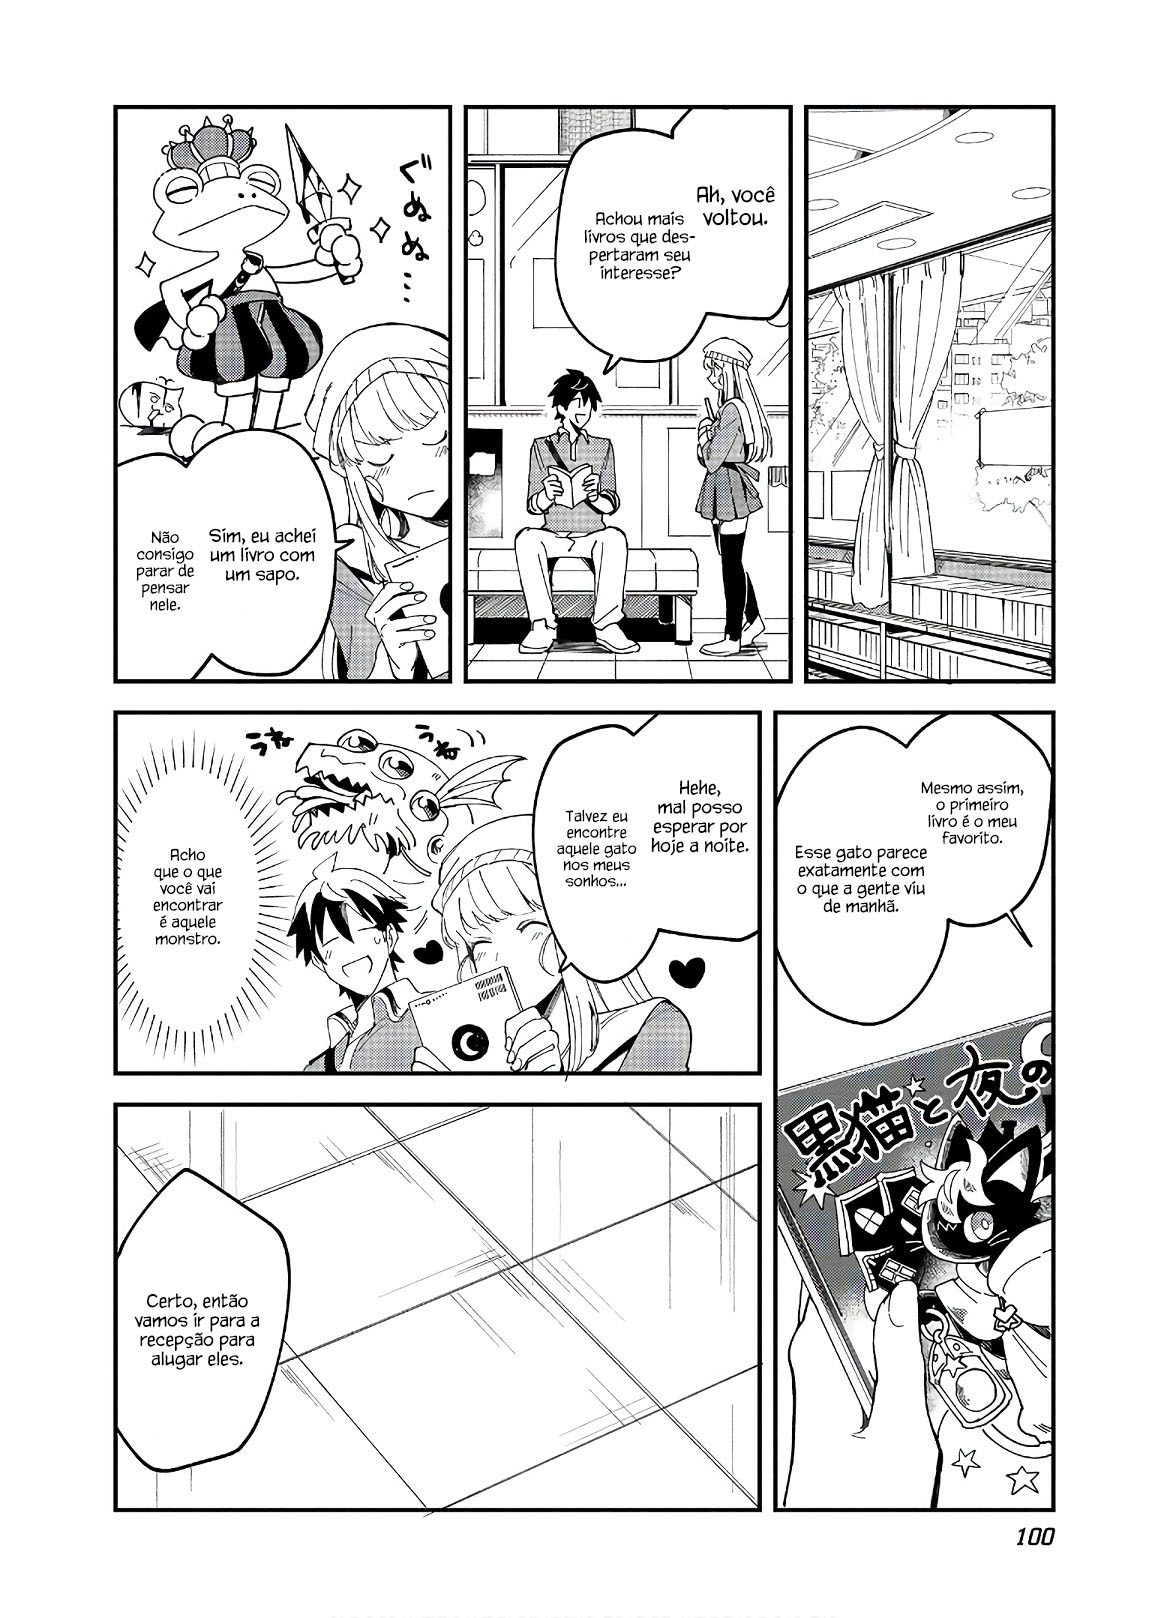 Ah, você
voltou.
Achou mais
livros que des-
pertaram seu
interesse?
ぐぬぬ...
Sim, eu achei
um livro com
um sapo.
Não
consigo
parar de
pensar
nele.
Mesmo assim,
o primeiro
livro é o meu
favorito.
Esse gato parece
exatamente com
o que a gente viu
de manhã.
黒猫と夜の
Hehe,
mal posso
esperar por
hoje a noite.
Talvez eu
encontre
aquele gato
nos meus
sonhos...
うね
うね
Acho
que o que
você vai
encontrar
é aquele
monstro.
Certo, então
vamos ir para a
recepção para
alugar eles.
100